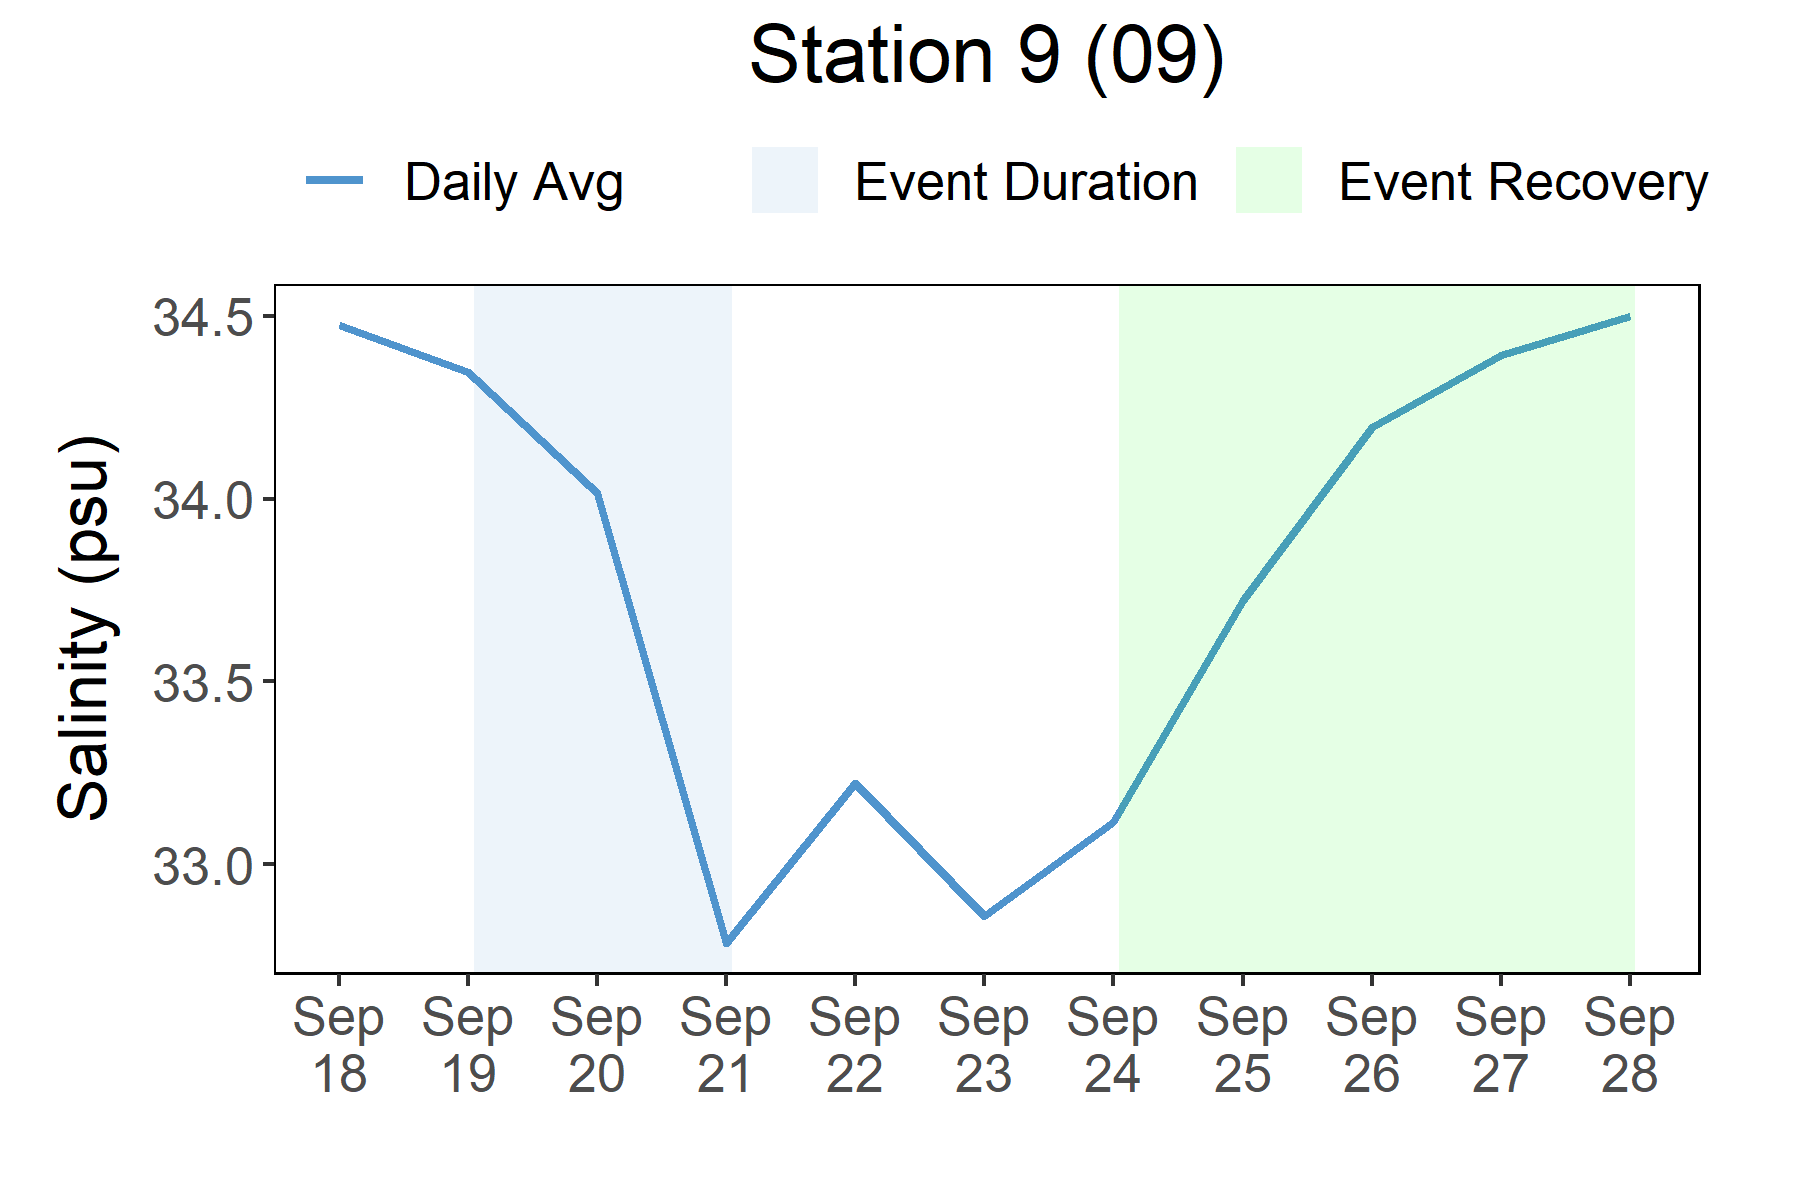 Station 9 (09)
Daily Avg Event Duration Event Recovery
Salinity (psu)
34.5
34.0
33.5
33.0
Sep Sep Sep Sep Sep Sep Sep Sep Sep Sep Sep
18 19 20 21 22 23 24 25 26 27 28